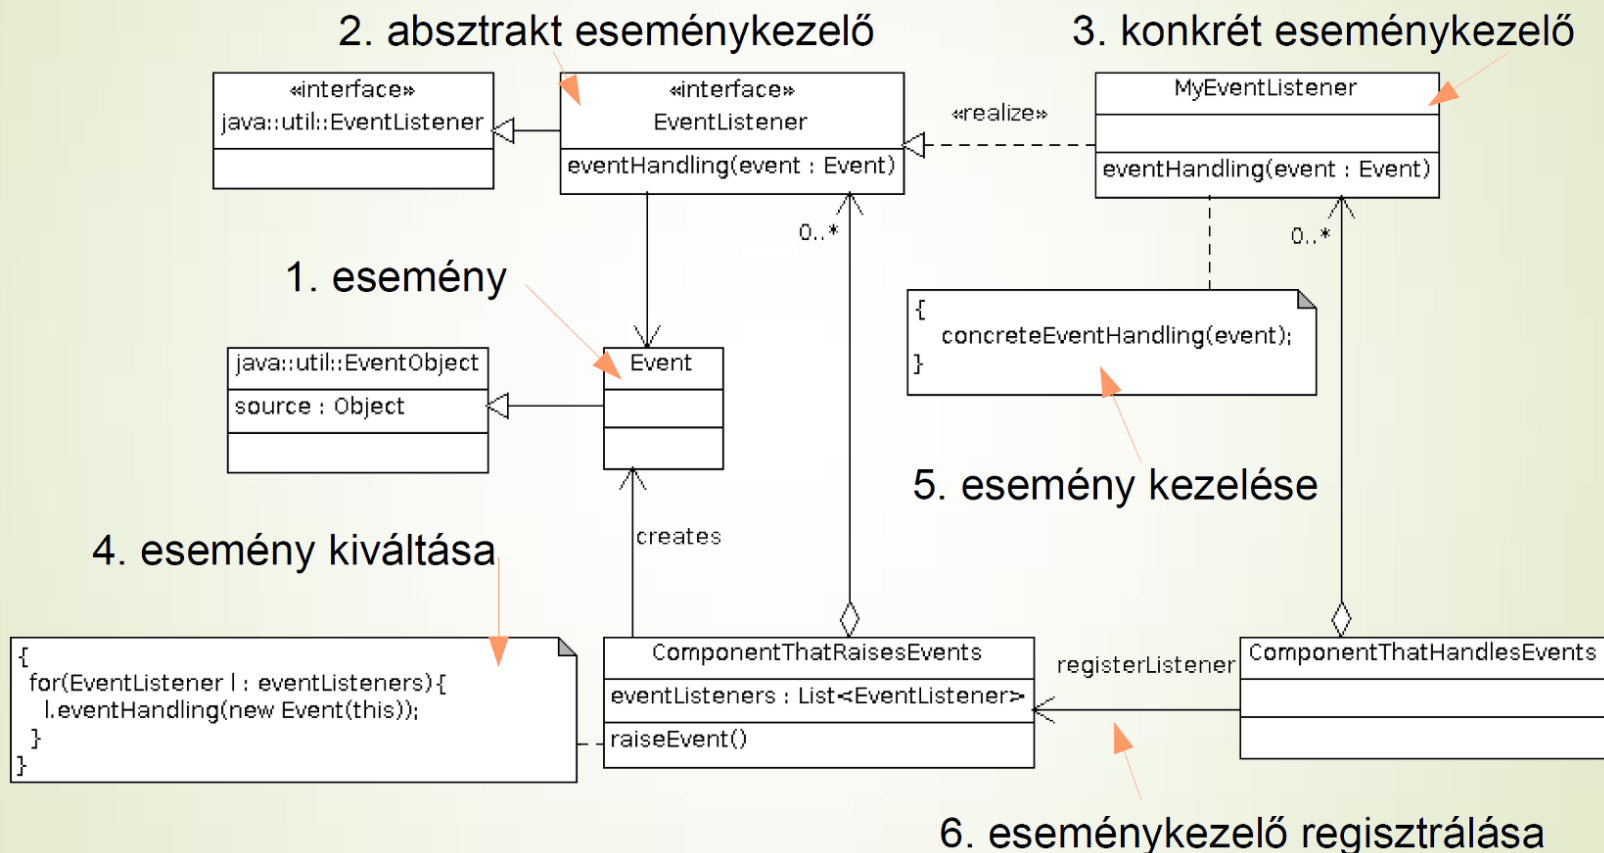 2. absztrakt eseménykezelő
3. konkrét eseménykezelő
«interface»
java::util::EventListener
«interface»
EventListener
eventHandling(event : Event)
«realize»
MyEventListener
eventHandling(event : Event)
0..*
0..*
1. esemény
{
concreteEventHandling(event);
}
java::util::EventObject
source : Object
Event
5. esemény kezelése
4. esemény kiváltása
creates
{
for(EventListener l : eventListeners){
l.eventHandling(new Event(this));
}
}
ComponentThatRaisesEvents
eventListeners : List<EventListener>
raiseEvent()
registerListener
ComponentThatHandlesEvents
6. eseménykezelő regisztrálása